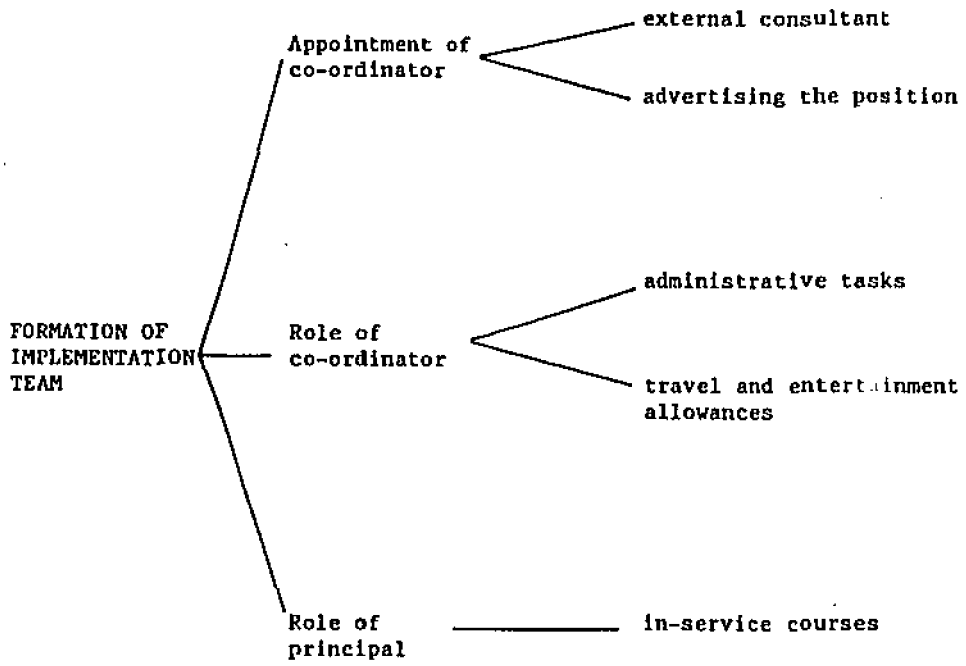 external consultant
Appointment of
co-ordinator
advertising the position
administrative tasks
FORMATION OF
IMPLEMENTATION
TEAM
Role of
co-ordinator
travel and entertainment
allowances
Role of
principal
in-service courses